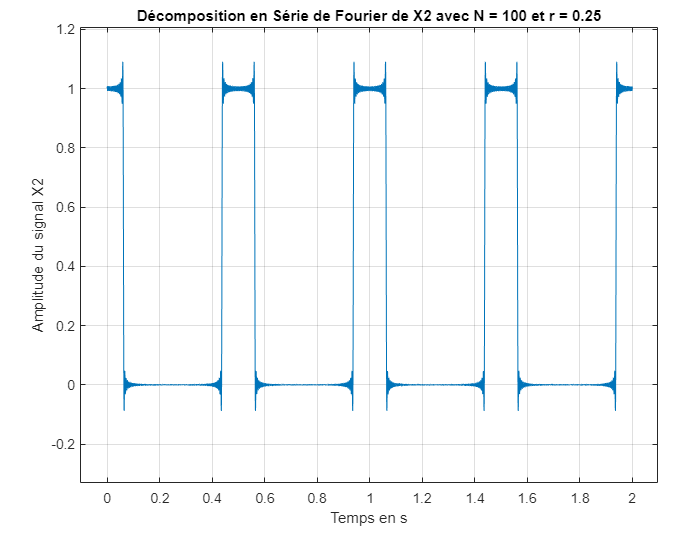 Décomposition en Série de Fourier de X2 avec N = 100 et r = 0.25
1.2
1
0.8
0.6
0.4
0.2
0
-0.2
Amplitude du signal X2
0 0.2 0.4 0.6 0.8 1 1.2 1.4 1.6 1.8 2
Temps en s